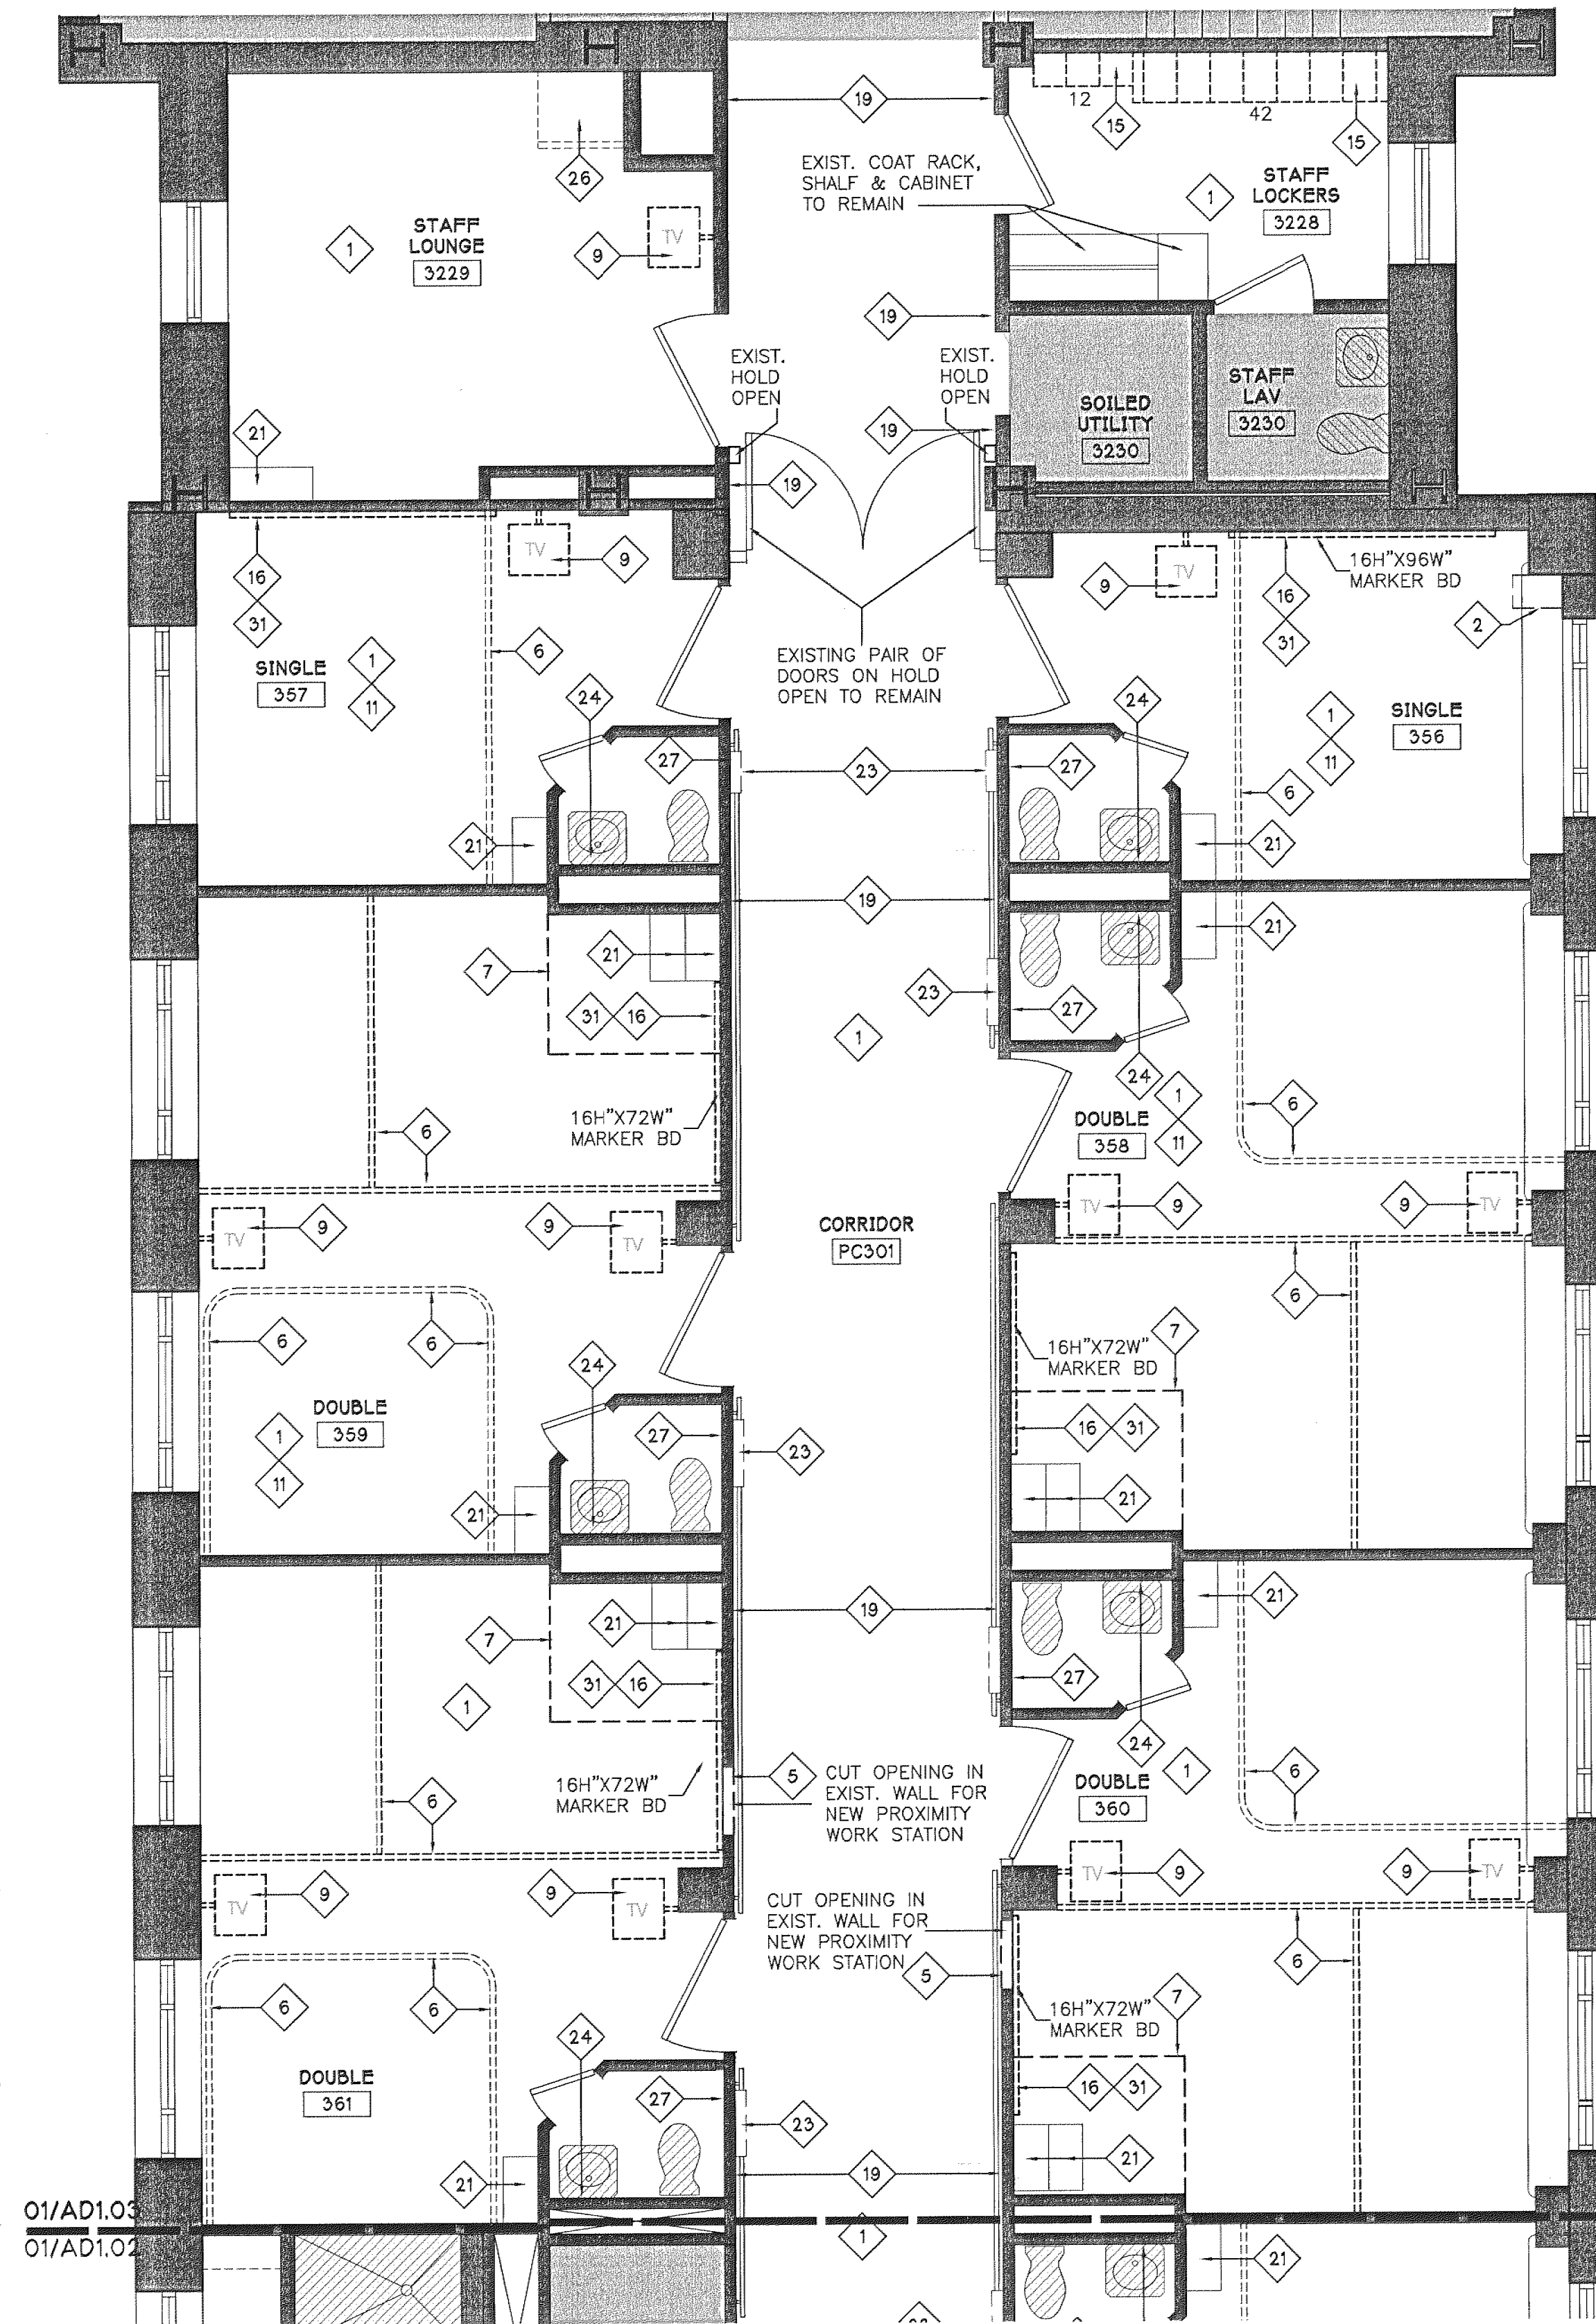 19
12
15
42
15
EXIST. COAT RACK,
SHALF & CABINET
TO REMAIN
26
STAFF
LOCKERS
3228
1
STAFF
LOUNGE
3229
1
TV
9
19
EXIST.
HOLD
OPEN
EXIST.
HOLD
OPEN
STAFF
LAV
3230
SOILED
UTILITY
3230
21
19
19
TV
9
16
31
9
TV
16
31
16H"X96W"
MARKER BD
2
SINGLE
357
1
11
6
EXISTING PAIR OF
DOORS ON HOLD
OPEN TO REMAIN
24
24
1
11
SINGLE
356
27
23
27
6
21
21
19
7
21
21
23
27
31
16
1
24
1
11
6
16H"X72W"
MARKER BD
6
DOUBLE
358
TV
9
9
TV
CORRIDOR
PC301
TV
9
9
TV
6
6
6
16H"X72W"
MARKER BD
7
24
DOUBLE
359
1
11
27
23
16
31
21
21
19
21
7
21
31
16
27
1
24
1
6
5
CUT OPENING IN
EXIST. WALL FOR
NEW PROXIMITY
WORK STATION
DOUBLE
360
16H"X72W"
MARKER BD
6
TV
9
9
TV
TV
9
9
TV
CUT OPENING IN
EXIST. WALL FOR
NEW PROXIMITY
WORK STATION
5
6
6
6
16H"X72W"
MARKER BD
7
24
DOUBLE
361
27
23
16
31
21
19
21
01/AD1.03
01/AD1.02
1
21